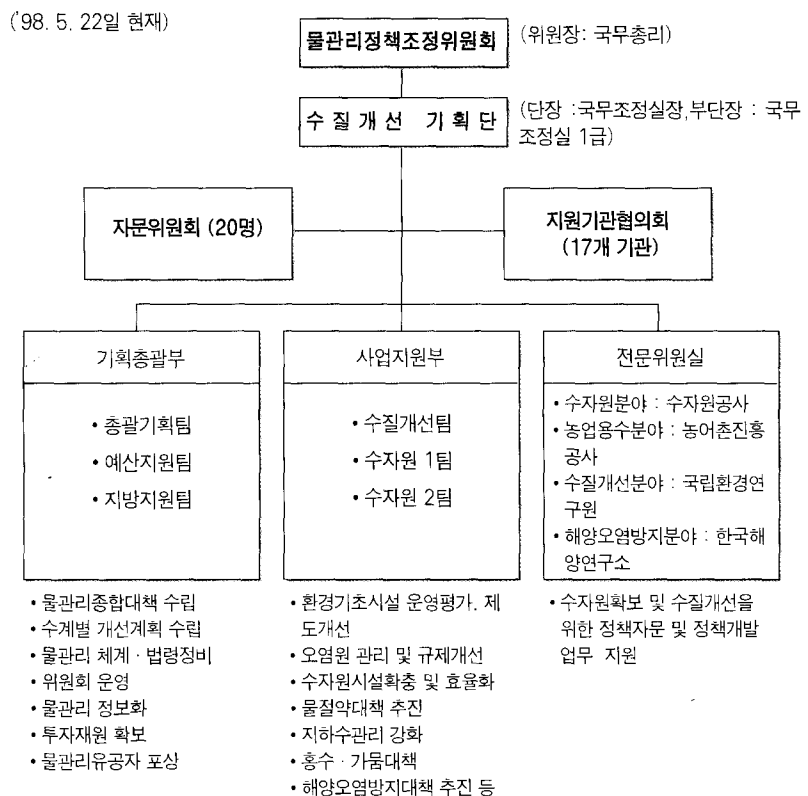 ('98. 5. 22일 현재)
물관리정책조정위원회
(위원장: 국무총리)
수질개선 기획단
(단장 :국무조정실장,부단장 : 국무
조정실 1급)
자문위원회 (20명)
지원기관협의회
(17개 기관)
기획총괄부
• 총괄기획팀
• 예산지원팀
• 지방지원팀
• 물관리종합대책 수립
• 수계별 개선계획 수립
• 물관리 체계 · 법령정비
• 위원회 운영
• 물관리 정보화
• 투자재원 확보
• 물관리유공자 포상
사업지원부
• 수질개선팀
• 수자원 1팀
• 수자원 2팀
• 환경기초시설 운영평가, 제
도개선
• 오염원 관리 및 규제개선
• 수자원시설확충 및 효율화
• 물절약대책 추진
• 지하수관리 강화
• 홍수 · 가뭄대책
• 해양오염방지대책 추진 등
전문위원실
• 수자원분야 : 수자원공사
• 농업용수분야 : 농어촌진흥
공사
• 수질개선분야 : 국립환경연
구원
• 해양오염방지분야 : 한국해
양연구소
• 수자원확보 및 수질개선을
위한 정책자문 및 정책개발
업무 지원